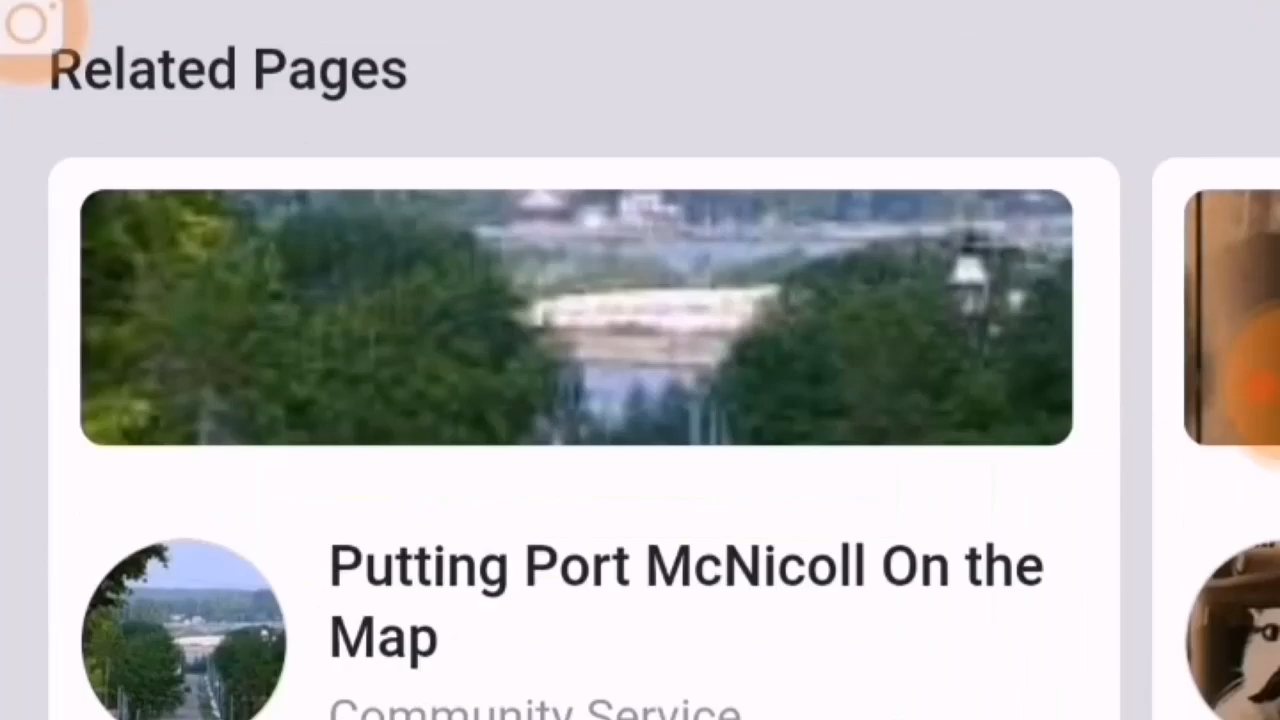 Related Pages
Putting Port McNicoll On the
Map
Community Service